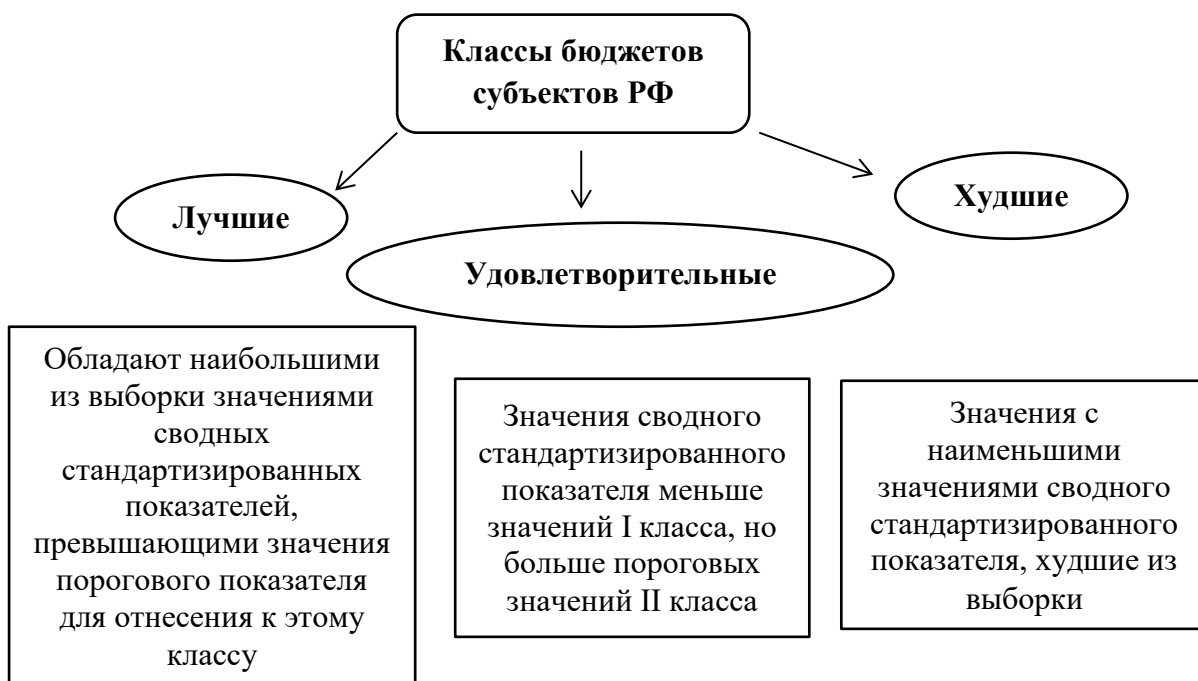 Классы бюджетов
субъектов РФ
Лучшие
Худшие
Удовлетворительные
Обладают наибольшими
из выборки значениями
сводных
стандартизированных
показателей,
превышающими значения
порогового показателя
для отнесения к этому
классу
Значения сводного
стандартизированного
показателя меньше
значений I класса, но
больше пороговых
значений II класса
Значения с
наименьшими
значениями сводного
стандартизированного
показателя, худшие из
выборки